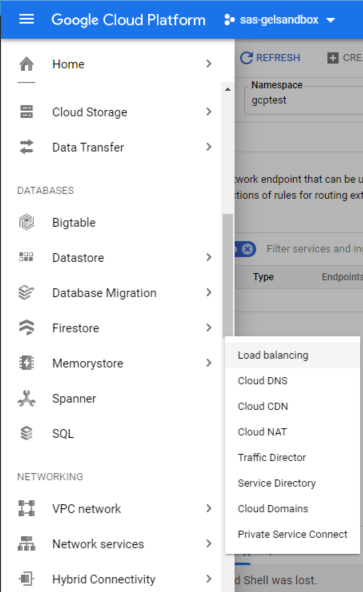 Google Cloud Platform
sas-gelsandbox
Home
Cloud Storage
Data Transfer
DATABASES
Bigtable
Datastore
Database Migration
Firestore
Memorystore
Spanner
SQL
NETWORKING
VPC network
Network services
Hybrid Connectivity
REFRESH
CRE
Namespace
gcptest
work endpoint that can be u
ctions of rules for routing ext
Filter services and in
Type
Endpoints
Load balancing
Cloud DNS
Cloud CDN
Cloud NAT
Traffic Director
Service Directory
Cloud Domains
Private Service Connect
d Shell was lost.